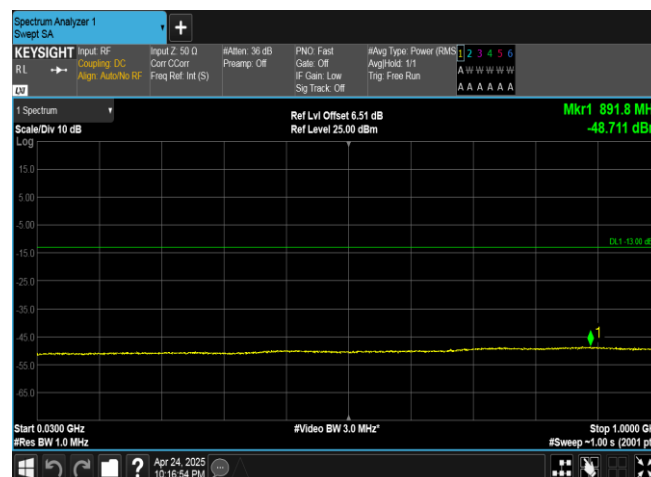 Spectrum Analyzer 1
Swept SA
+
KEYSIGHT
RL
LXI
Input: RF
Coupling: DC
Align: Auto/No RF
Input Z: 50 Ω
Corr CCorr
Freq Ref: Int (S)
#Atten: 36 dB
Preamp: Off
PNO: Fast
Gate: Off
IF Gain: Low
Sig Track: Off
#Avg Type: Power (RMS
Avg|Hold: 1/1
Trig: Free Run
1 2 3 4 5 6
A W W W W W
A A A A A A
1 Spectrum
Scale/Div 10 dB
Log
Ref Lvl Offset 6.51 dB
Ref Level 25.00 dBm
Mkr1 891.8 MH
-48.711 dB
15.0
5.00
-5.00
DL1 -13.00 dB
-15.0
-25.0
-35.0
-45.0
1
-55.0
-65.0
Start 0.0300 GHz
#Res BW 1.0 MHz
#Video BW 3.0 MHz*
Stop 1.0000 G
#Sweep ~1.00 s (2001 pt
?
Apr 24, 2025
10:16:54 PM